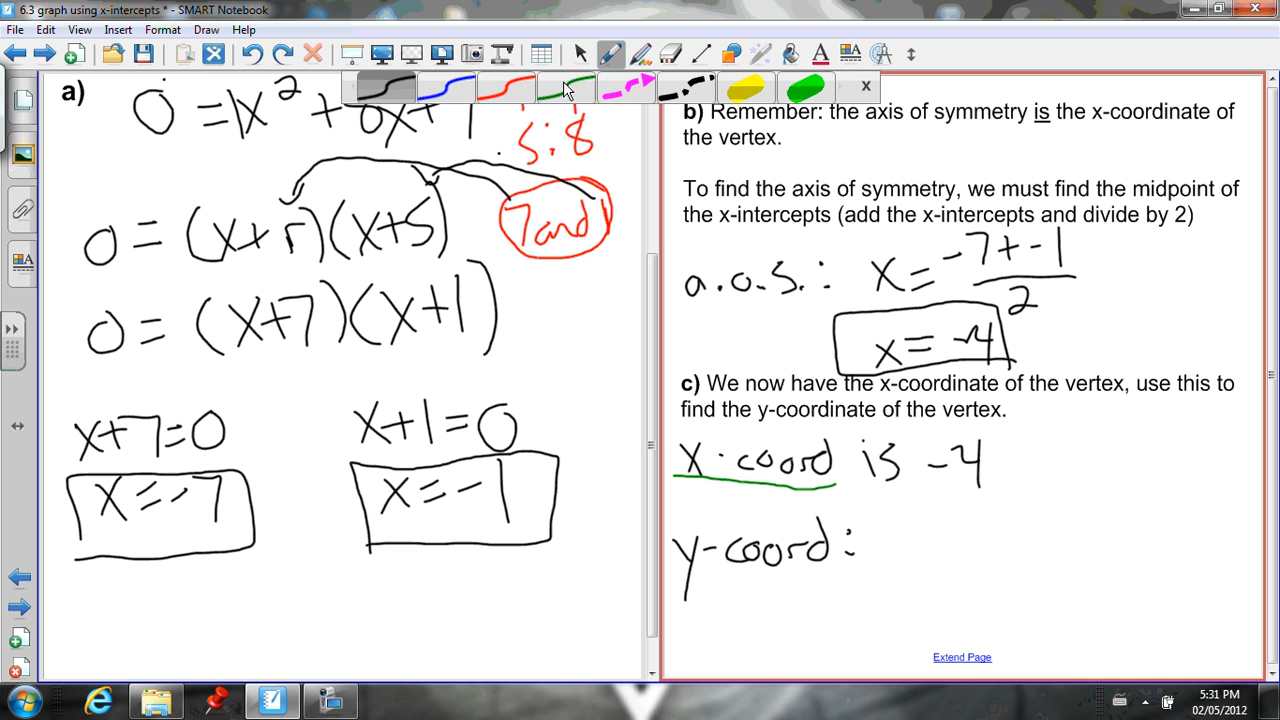 6.3 graph using x-intercepts * - SMART Notebook
File Edit View Insert Format Draw Help
x
a)
0 = 1x² + 8x + 7
S: 8
7 and 1
0 = (x+r)(x+s)
0 = (x+7)(x+1)
x+7=0
x+1=0
x=-7
x=-1
b) Remember: the axis of symmetry is the x-coordinate of
the vertex.
To find the axis of symmetry, we must find the midpoint of
the x-intercepts (add the x-intercepts and divide by 2)
a.o.s.: x = -7+-1
2
x = -4
c) We now have the x-coordinate of the vertex, use this to
find the y-coordinate of the vertex.
x-coord is -4
y-coord:
Extend Page
5:31 PM
02/05/2012